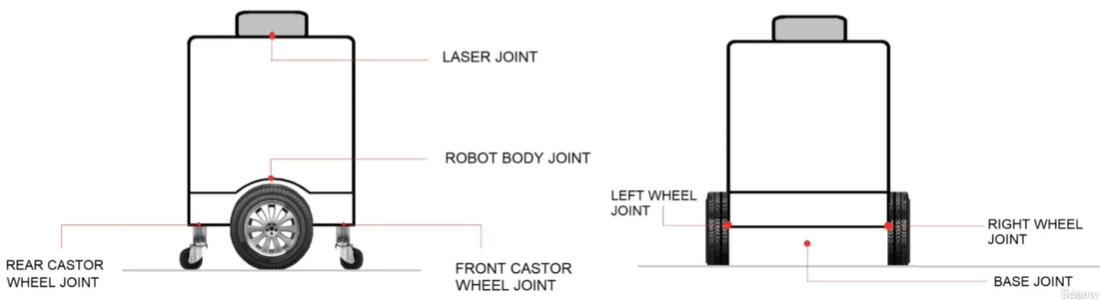 LASER JOINT
ROBOT BODY JOINT
REAR CASTOR
WHEEL JOINT
FRONT CASTOR
WHEEL JOINT
LEFT WHEEL
JOINT
RIGHT WHEEL
JOINT
BASE JOINT
ûdemy